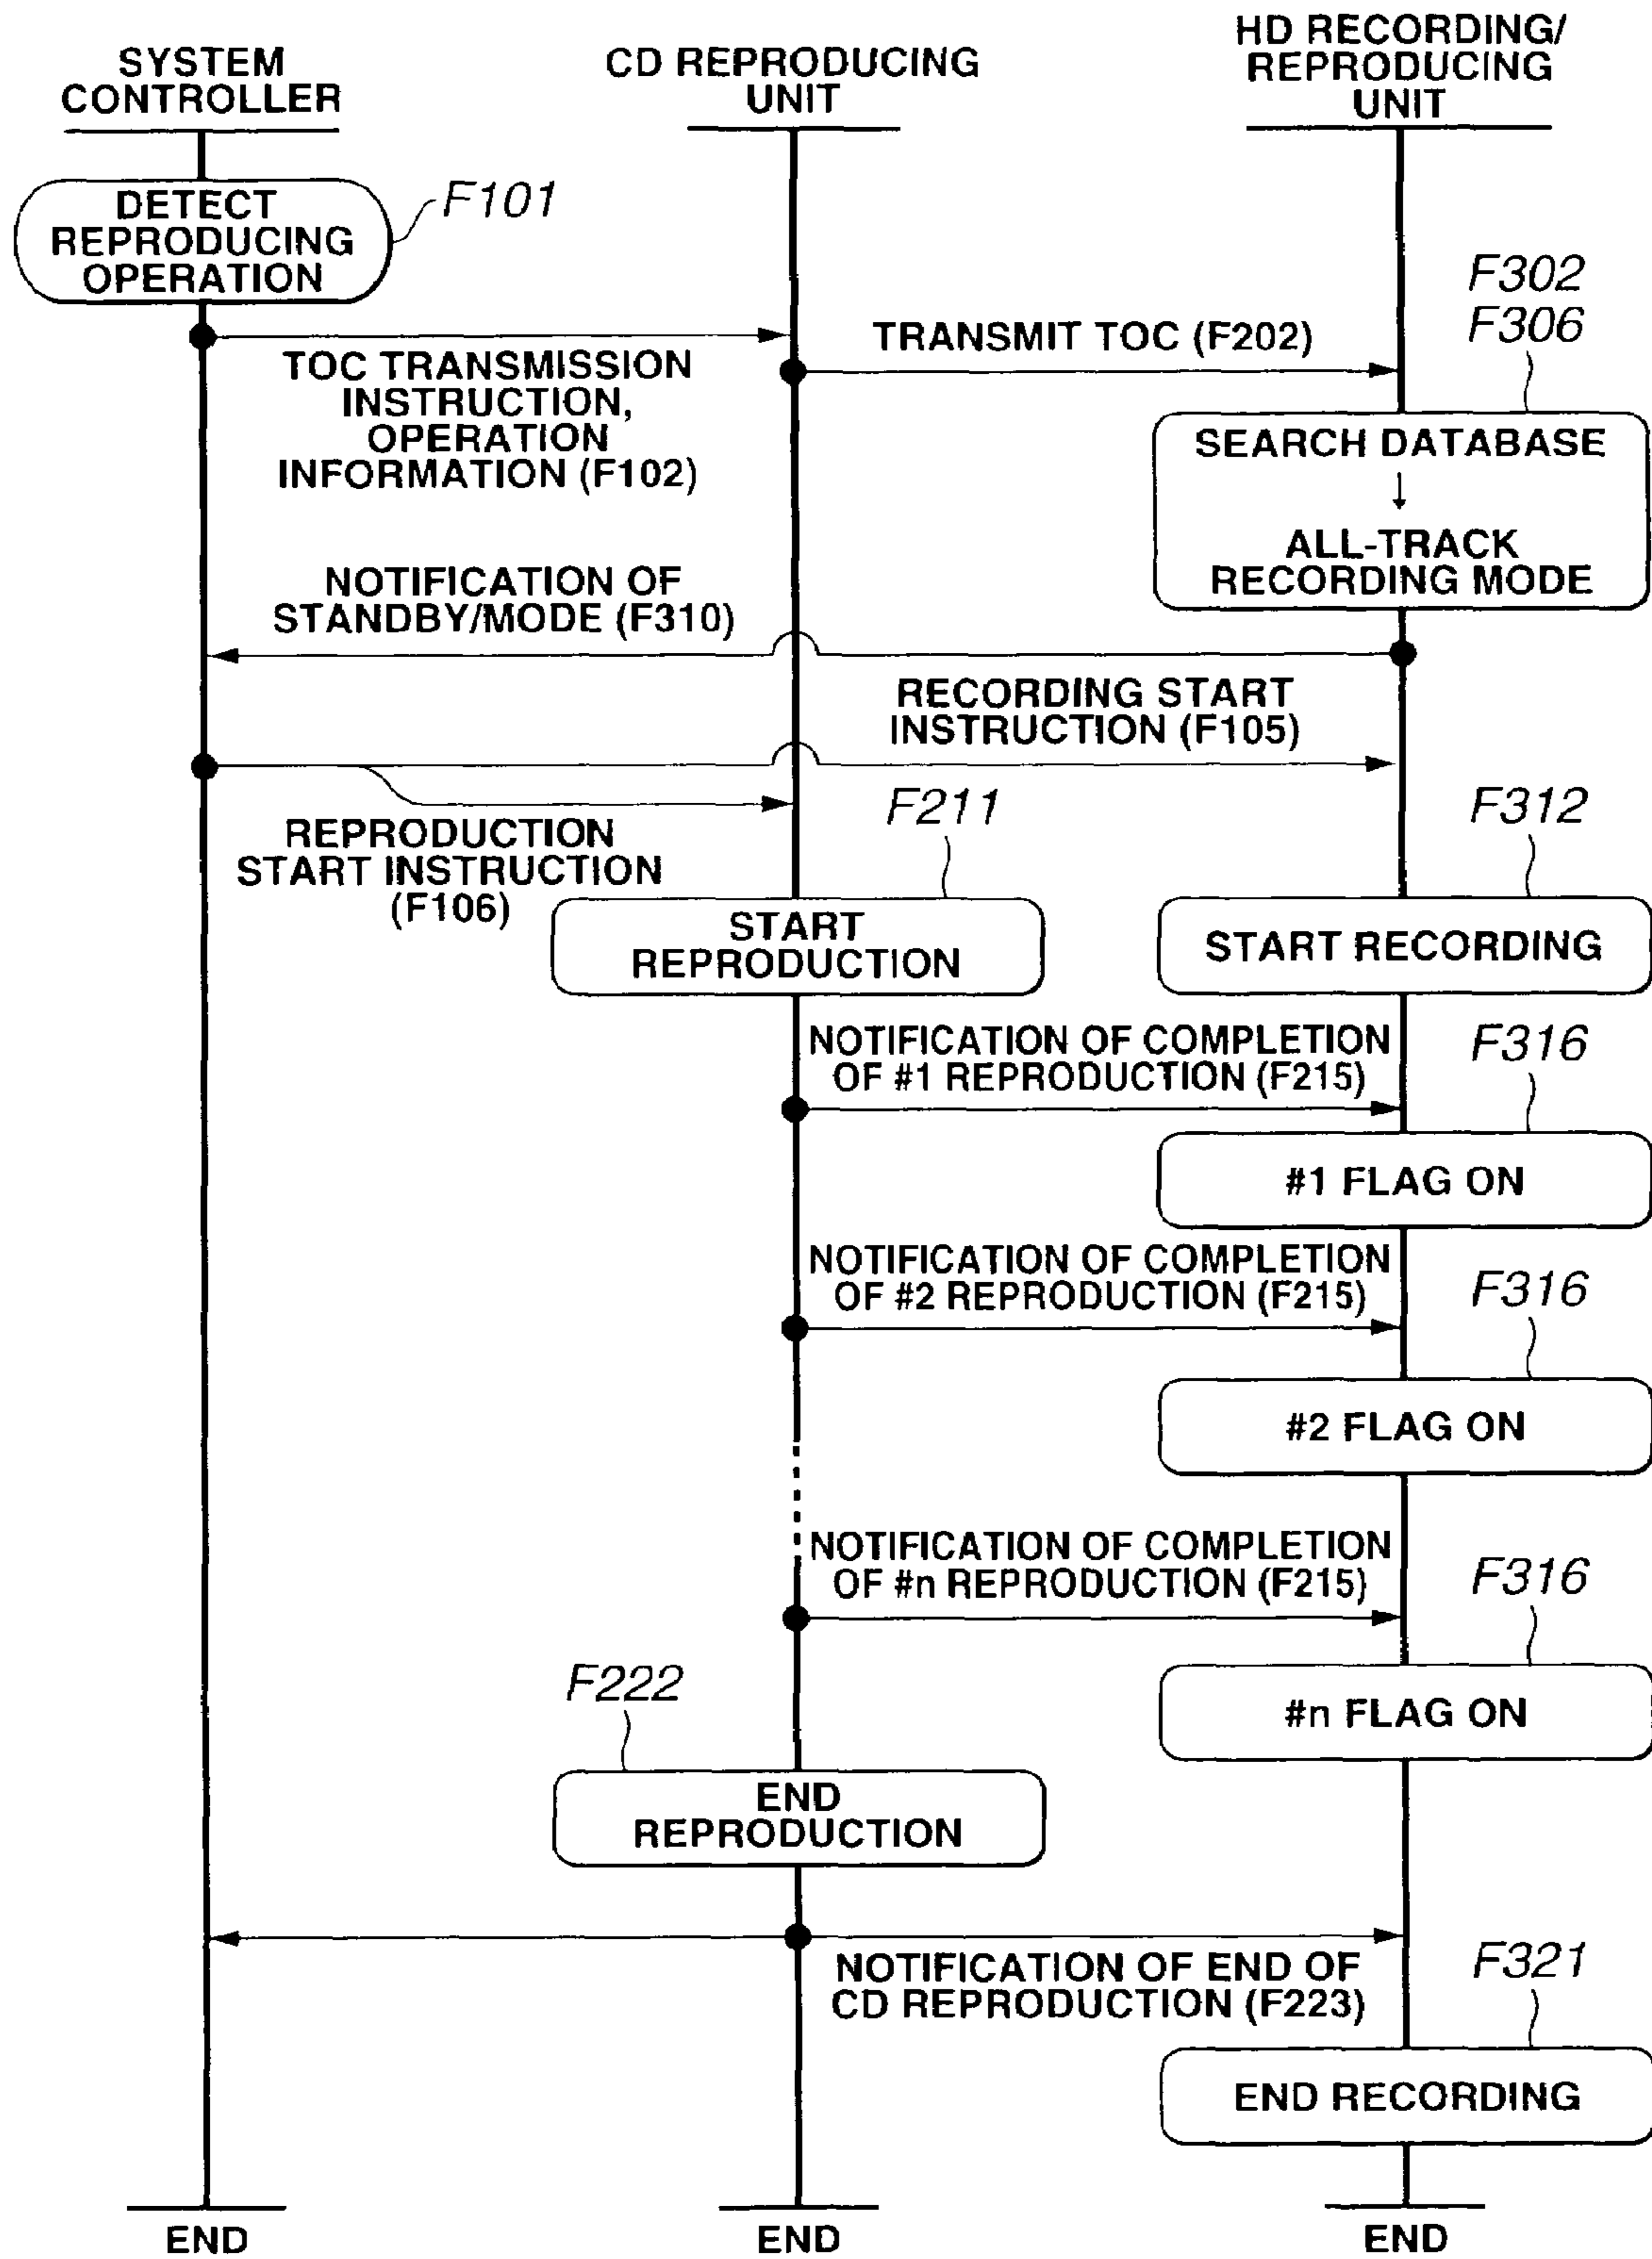 SYSTEM
CONTROLLER
CD REPRODUCING
UNIT
HD RECORDING/
REPRODUCING
UNIT
DETECT
REPRODUCING
OPERATION
F101
TOC TRANSMISSION
INSTRUCTION,
OPERATION
INFORMATION (F102)
TRANSMIT TOC (F202)
F302
F306
SEARCH DATABASE
ALL-TRACK
RECORDING MODE
NOTIFICATION OF
STANDBY/MODE (F310)
RECORDING START
INSTRUCTION (F105)
REPRODUCTION
START INSTRUCTION
(F106)
F211
START
REPRODUCTION
F312
START RECORDING
NOTIFICATION OF COMPLETION
OF #1 REPRODUCTION (F215)
F316
#1 FLAG ON
NOTIFICATION OF COMPLETION
OF #2 REPRODUCTION (F215)
F316
#2 FLAG ON
NOTIFICATION OF COMPLETION
OF #n REPRODUCTION (F215)
F316
#n FLAG ON
F222
END
REPRODUCTION
NOTIFICATION OF END OF
CD REPRODUCTION (F223)
F321
END RECORDING
END
END
END